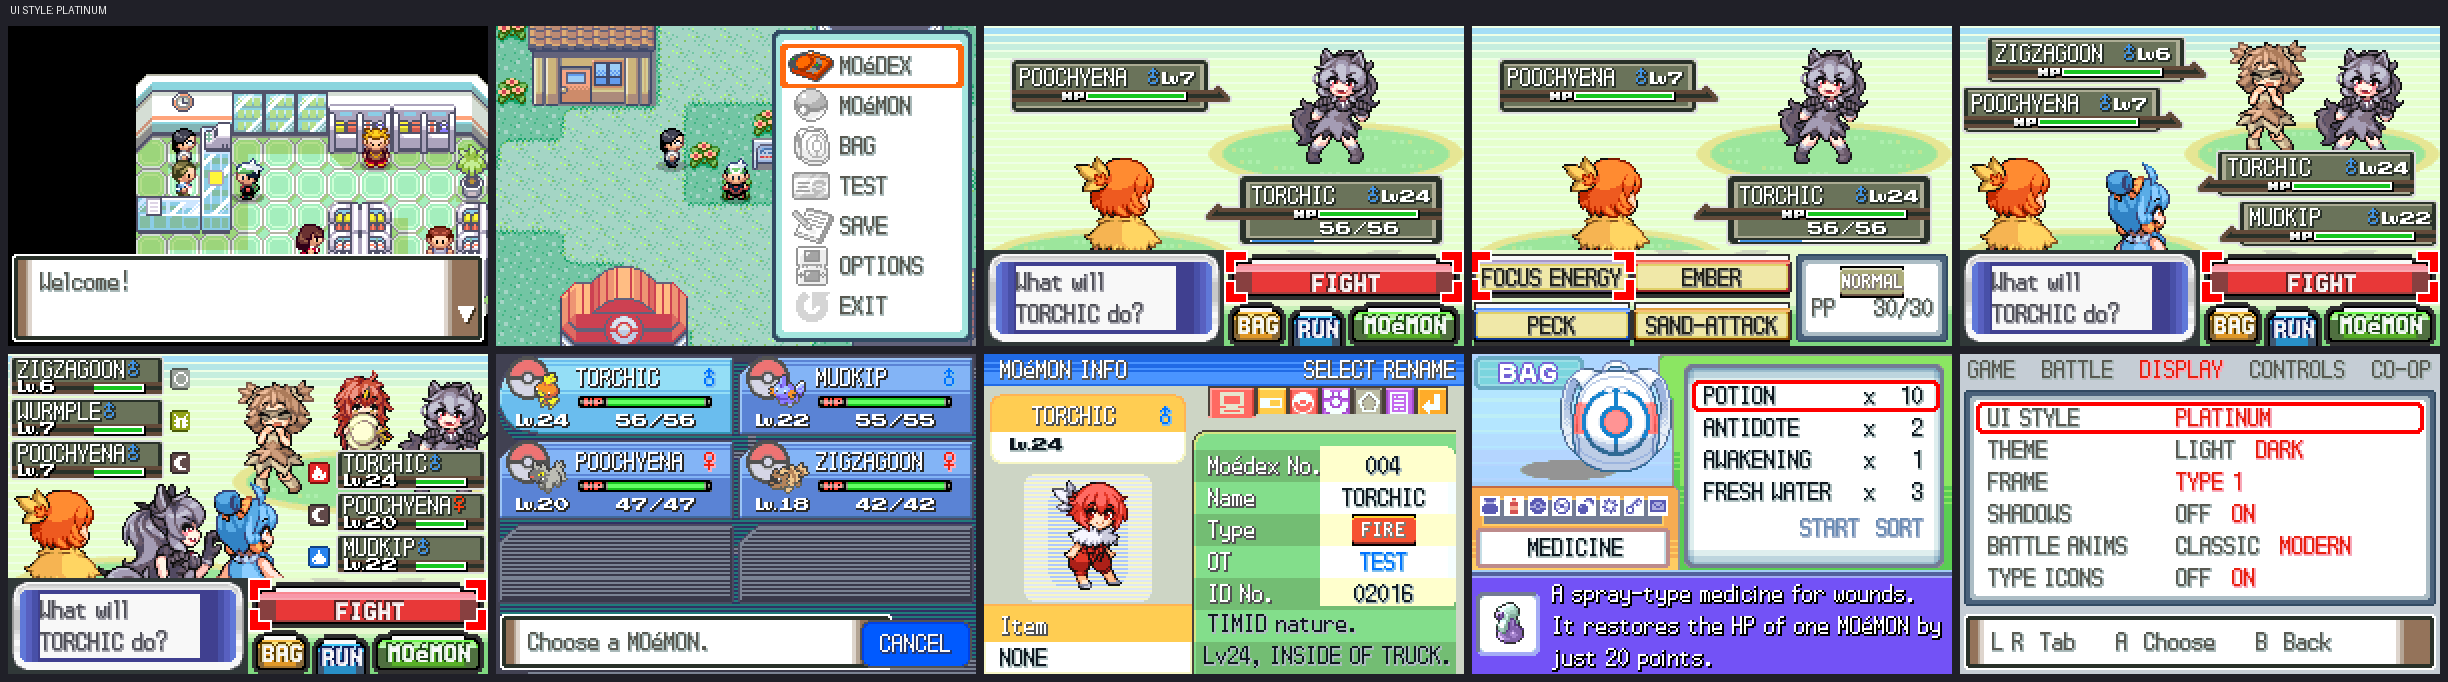 UI STYLE: PLATINUM
Welcome!
MOéDEX
MOéMON
BAG
TEST
SAVE
OPTIONS
EXIT
POOCHYENA ♂Lv7
HP
TORCHIC ♂Lv24
HP
56/56
What will
TORCHIC do?
FIGHT
BAG RUN MOéMON
POOCHYENA ♂Lv7
HP
TORCHIC ♂Lv24
HP
56/56
FOCUS ENERGY EMBER
PECK SAND-ATTACK
NORMAL
PP 30/30
ZIGZAGOON ♂Lv6
HP
POOCHYENA ♂Lv7
HP
TORCHIC ♂Lv24
HP
MUDKIP ♂Lv22
HP
What will
TORCHIC do?
FIGHT
BAG RUN MOéMON
ZIGZAGOON♂
Lv.6
WURMPLE♂
Lv.7
POOCHYENA♂
Lv.7
TORCHIC♂
Lv.24
POOCHYENA♀
Lv.20
MUDKIP♂
Lv.22
What will
TORCHIC do?
FIGHT
BAG RUN MOéMON
TORCHIC ♂
HP
Lv.24 56/56
MUDKIP ♂
HP
Lv.22 55/55
POOCHYENA ♀
HP
Lv.20 47/47
ZIGZAGOON ♀
HP
Lv.18 42/42
Choose a MOéMON.
CANCEL
MOéMON INFO SELECT RENAME
TORCHIC ♂
Lv.24
Moédex No. 004
Name TORCHIC
Type FIRE
OT TEST
ID No. 02016
Item
NONE
TIMID nature.
Lv24, INSIDE OF TRUCK.
BAG
POTION x 10
ANTIDOTE x 2
AWAKENING x 1
FRESH WATER x 3
START SORT
MEDICINE
A spray-type medicine for wounds.
It restores the HP of one MOéMON by
just 20 points.
GAME BATTLE DISPLAY CONTROLS CO-OP
UI STYLE PLATINUM
THEME LIGHT DARK
FRAME TYPE 1
SHADOWS OFF ON
BATTLE ANIMS CLASSIC MODERN
TYPE ICONS OFF ON
L R Tab A Choose B Back